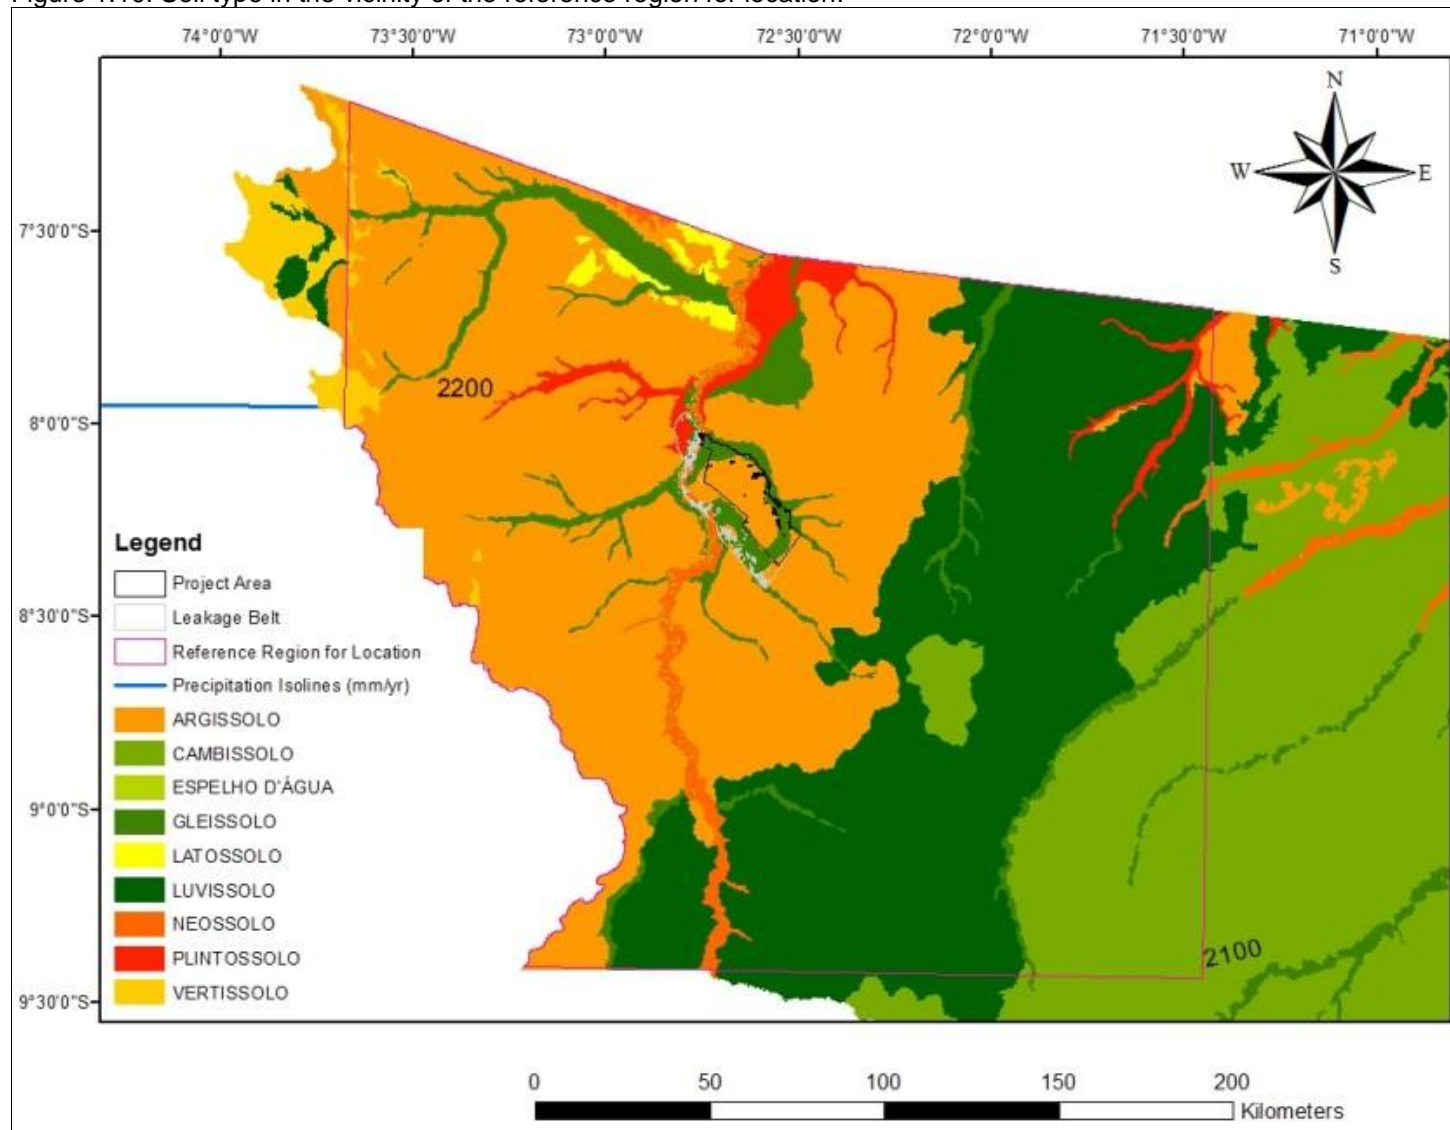 74°0'0"W 73°30'0"W 73°0'0"W 72°30'0"W 72°0'0"W 71°30'0"W 71°0'0"W
N
W E
S
7°30'0"S
8°0'0"S
8°30'0"S
9°0'0"S
9°30'0"S
2200
2100
Legend
Project Area
Leakage Belt
Reference Region for Location
Precipitation Isolines (mm/yr)
ARGISSOLO
CAMBISSOLO
ESPELHO D'ÁGUA
GLEISSOLO
LATOSSOLO
LUVISSOLO
NEOSSOLO
PLINTOSSOLO
VERTISSOLO
0 50 100 150 200
Kilometers